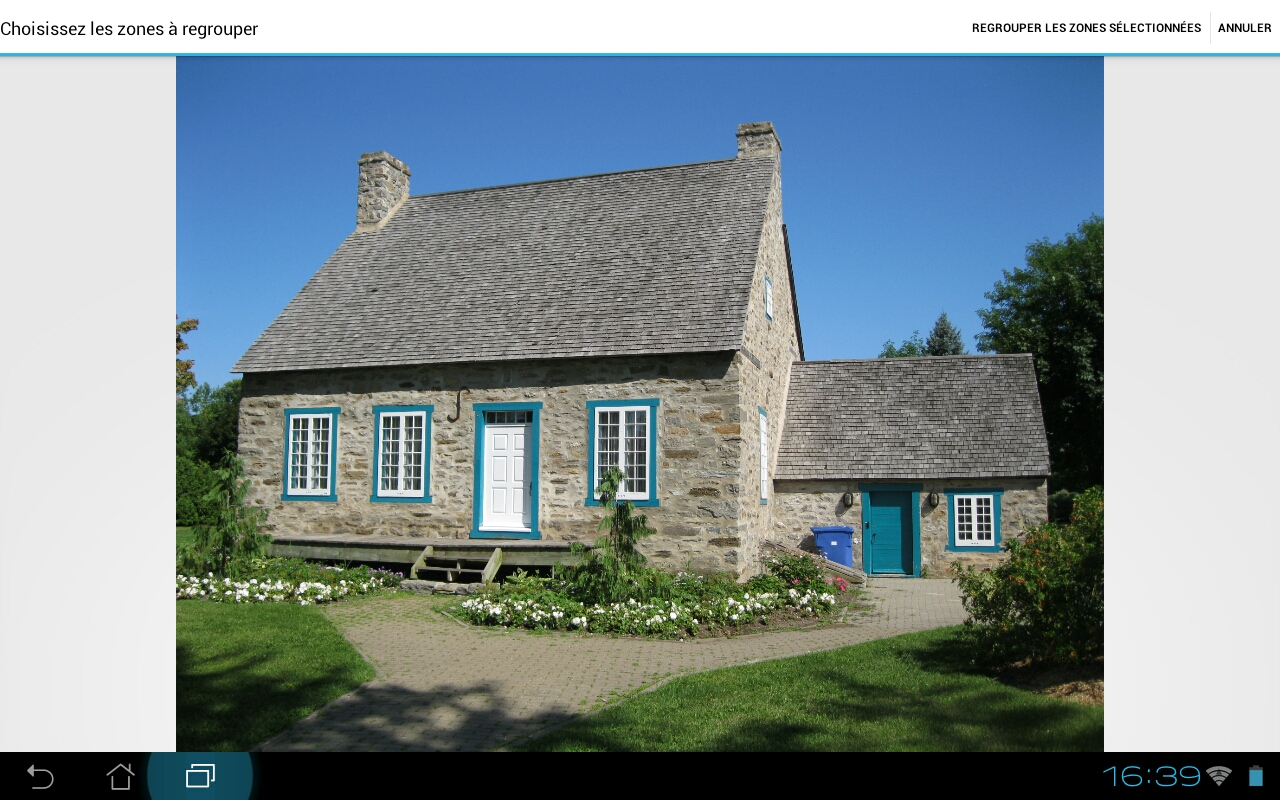 Choisissez les zones à regrouper
REGROUPER LES ZONES SÉLECTIONNÉES
ANNULER
16:39